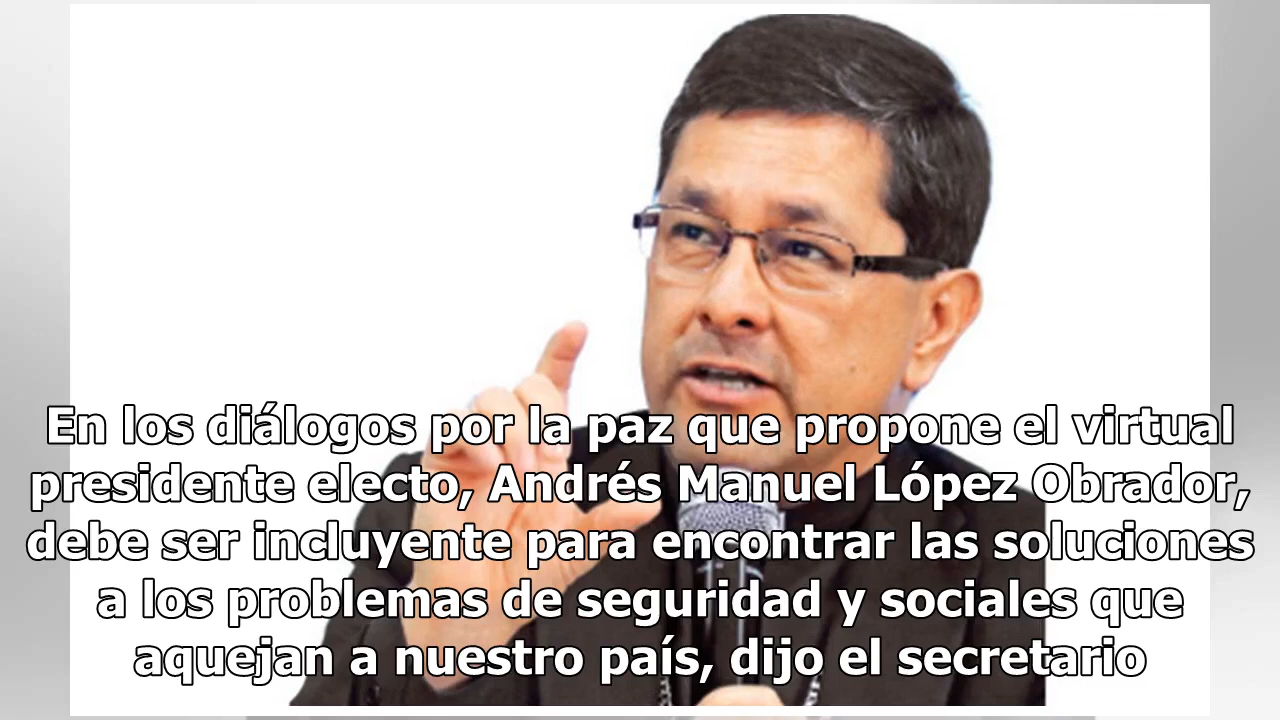 En los diálogos por la paz que propone el virtual
presidente electo, Andrés Manuel López Obrador,
debe ser incluyente para encontrar las soluciones
a los problemas de seguridad y sociales que
aquejan a nuestro país, dijo el secretario